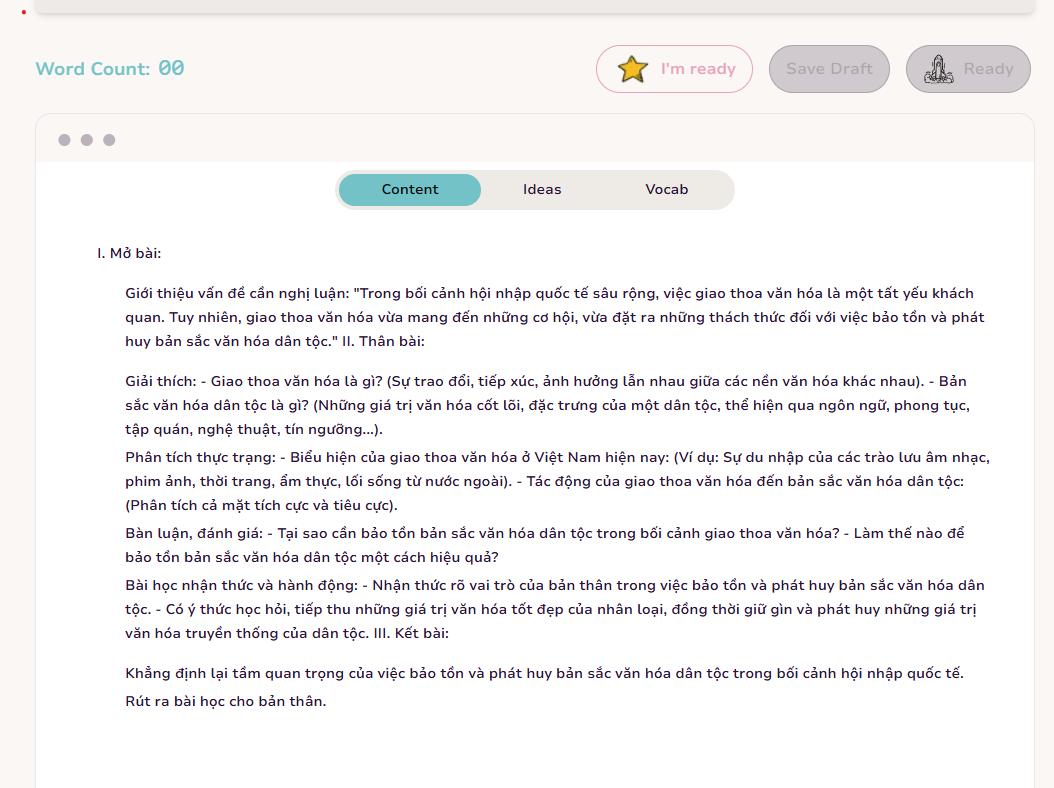 Word Count: 00
I'm ready
Save Draft
Ready
Content
Ideas
Vocab
I. Mở bài:
Giới thiệu vấn đề cần nghị luận: "Trong bối cảnh hội nhập quốc tế sâu rộng, việc giao thoa văn hóa là một tất yếu khách
quan. Tuy nhiên, giao thoa văn hóa vừa mang đến những cơ hội, vừa đặt ra những thách thức đối với việc bảo tồn và phát
huy bản sắc văn hóa dân tộc." II. Thân bài:
Giải thích: - Giao thoa văn hóa là gì? (Sự trao đổi, tiếp xúc, ảnh hưởng lẫn nhau giữa các nền văn hóa khác nhau). - Bản
sắc văn hóa dân tộc là gì? (Những giá trị văn hóa cốt lõi, đặc trưng của một dân tộc, thể hiện qua ngôn ngữ, phong tục,
tập quán, nghệ thuật, tín ngưỡng...).
Phân tích thực trạng: - Biểu hiện của giao thoa văn hóa ở Việt Nam hiện nay: (Ví dụ: Sự du nhập của các trào lưu âm nhạc,
phim ảnh, thời trang, ẩm thực, lối sống từ nước ngoài). - Tác động của giao thoa văn hóa đến bản sắc văn hóa dân tộc:
(Phân tích cả mặt tích cực và tiêu cực).
Bàn luận, đánh giá: - Tại sao cần bảo tồn bản sắc văn hóa dân tộc trong bối cảnh giao thoa văn hóa? - Làm thế nào để
bảo tồn bản sắc văn hóa dân tộc một cách hiệu quả?
Bài học nhận thức và hành động: - Nhận thức rõ vai trò của bản thân trong việc bảo tồn và phát huy bản sắc văn hóa dân
tộc. - Có ý thức học hỏi, tiếp thu những giá trị văn hóa tốt đẹp của nhân loại, đồng thời giữ gìn và phát huy những giá trị
văn hóa truyền thống của dân tộc. III. Kết bài:
Khẳng định lại tầm quan trọng của việc bảo tồn và phát huy bản sắc văn hóa dân tộc trong bối cảnh hội nhập quốc tế.
Rút ra bài học cho bản thân.